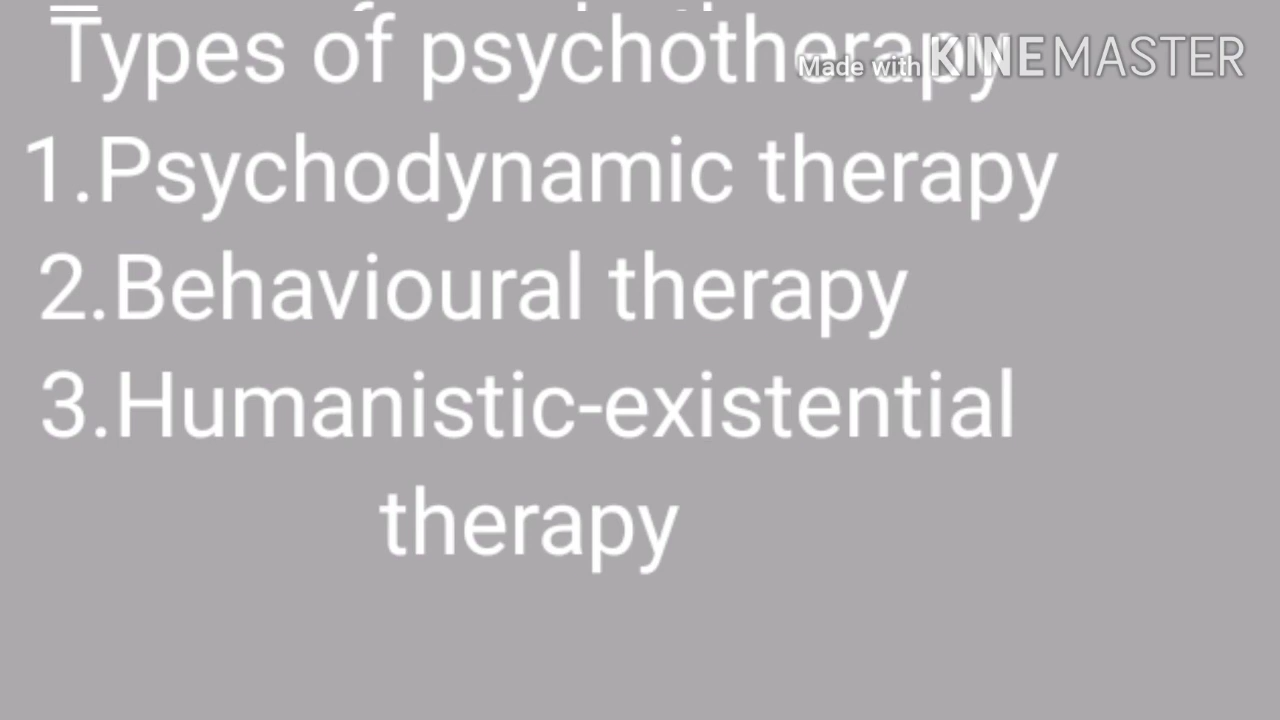 Types of psychotherapy
Made with KINEMASTER
1.Psychodynamic therapy
2.Behavioural therapy
3.Humanistic-existential
therapy